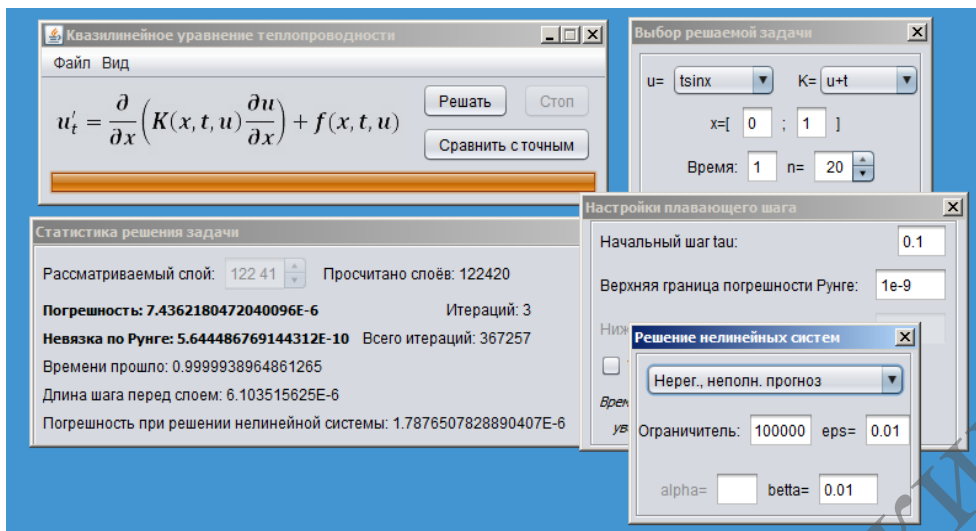 Квазилинейное уравнение теплопроводности
Файл Вид
u′ₜ = ∂/∂x (K(x, t, u) ∂u/∂x) + f(x, t, u)
Решать
Стоп
Сравнить с точным
Выбор решаемой задачи
u= tsinx K= u+t
x=[ 0 ; 1 ]
Время: 1 n= 20
Статистика решения задачи
Рассматриваемый слой: 122 41 Просчитано слоёв: 122420
Погрешность: 7.4362180472040096E-6 Итераций: 3
Невязка по Рунге: 5.644486769144312E-10 Всего итераций: 367257
Времени прошло: 0.9999938964861265
Длина шага перед слоем: 6.103515625E-6
Погрешность при решении нелинейной системы: 1.7876507828890407E-6
Настройки плавающего шага
Начальный шаг tau: 0.1
Верхняя граница погрешности Рунге: 1e-9
Решение нелинейных систем
Нерег., неполн. прогноз
Ограничитель: 100000 eps= 0.01
alpha= betta= 0.01